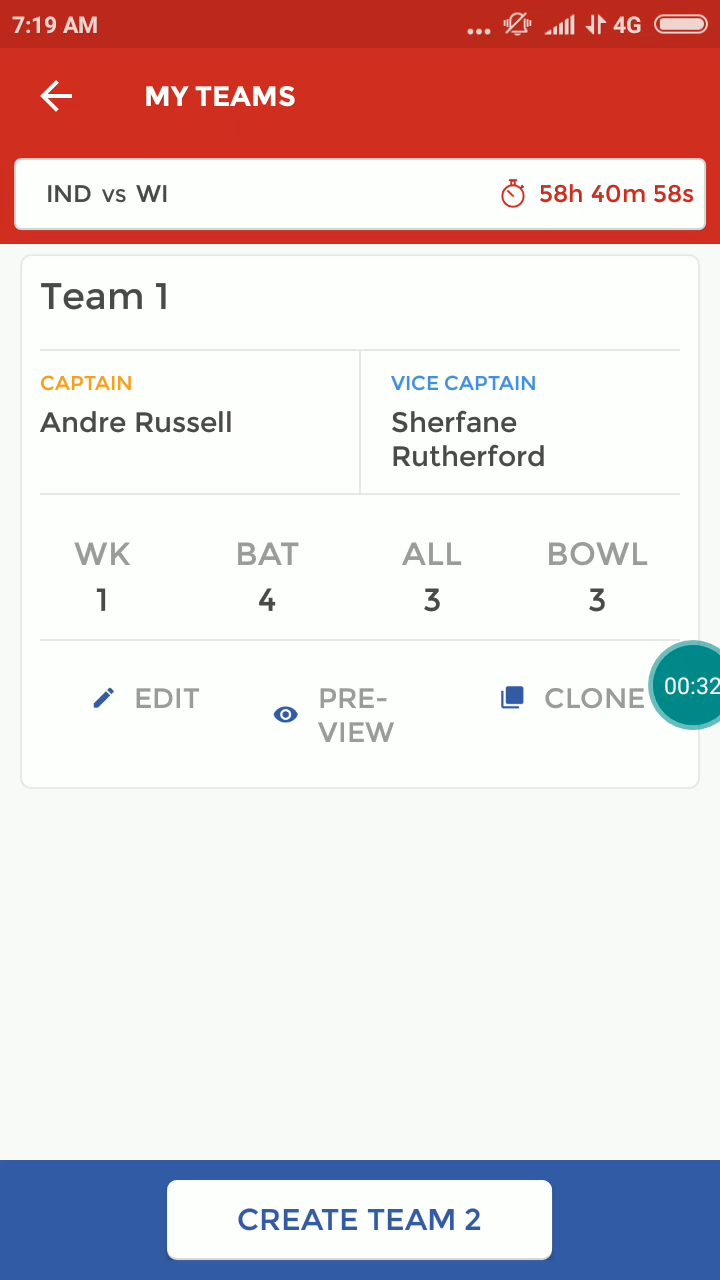 7:19 AM ... 4G
MY TEAMS
IND vs WI 58h 40m 58s
Team 1
CAPTAIN VICE CAPTAIN
Andre Russell Sherfane
Rutherford
WK BAT ALL BOWL
1 4 3 3
EDIT PRE- CLONE 00:32
VIEW
CREATE TEAM 2